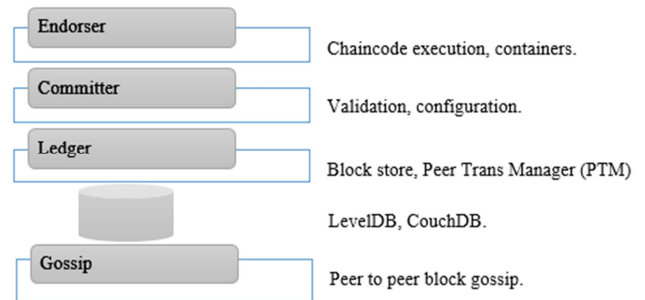 Endorser
Chaincode execution, containers.
Committer
Validation, configuration.
Ledger
Block store, Peer Trans Manager (PTM)
LevelDB, CouchDB.
Gossip
Peer to peer block gossip.